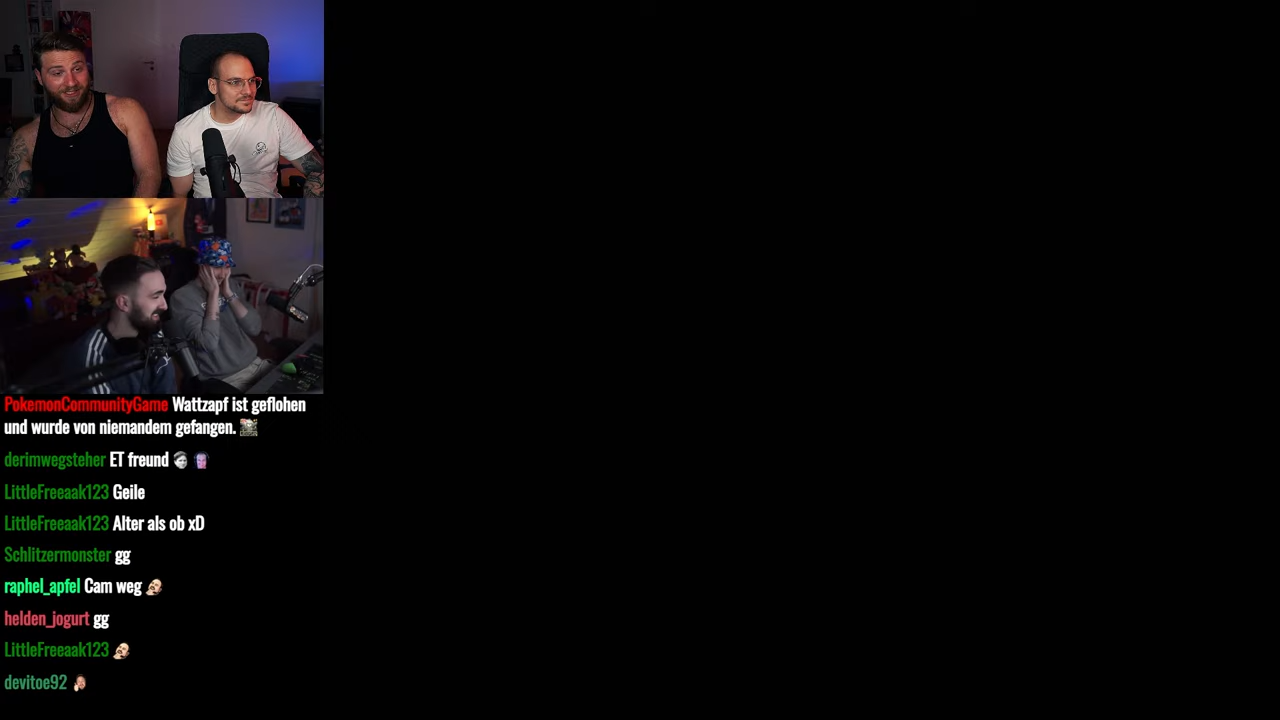 PokemonCommunityGame Wattzapf ist geflohen
und wurde von niemandem gefangen.
derimwegsteher ET freund
LittleFreeaak123 Geile
LittleFreeaak123 Alter als ob xD
Schlitzermonster gg
raphel_apfel Cam weg
helden_jogurt gg
LittleFreeaak123
devitoe92